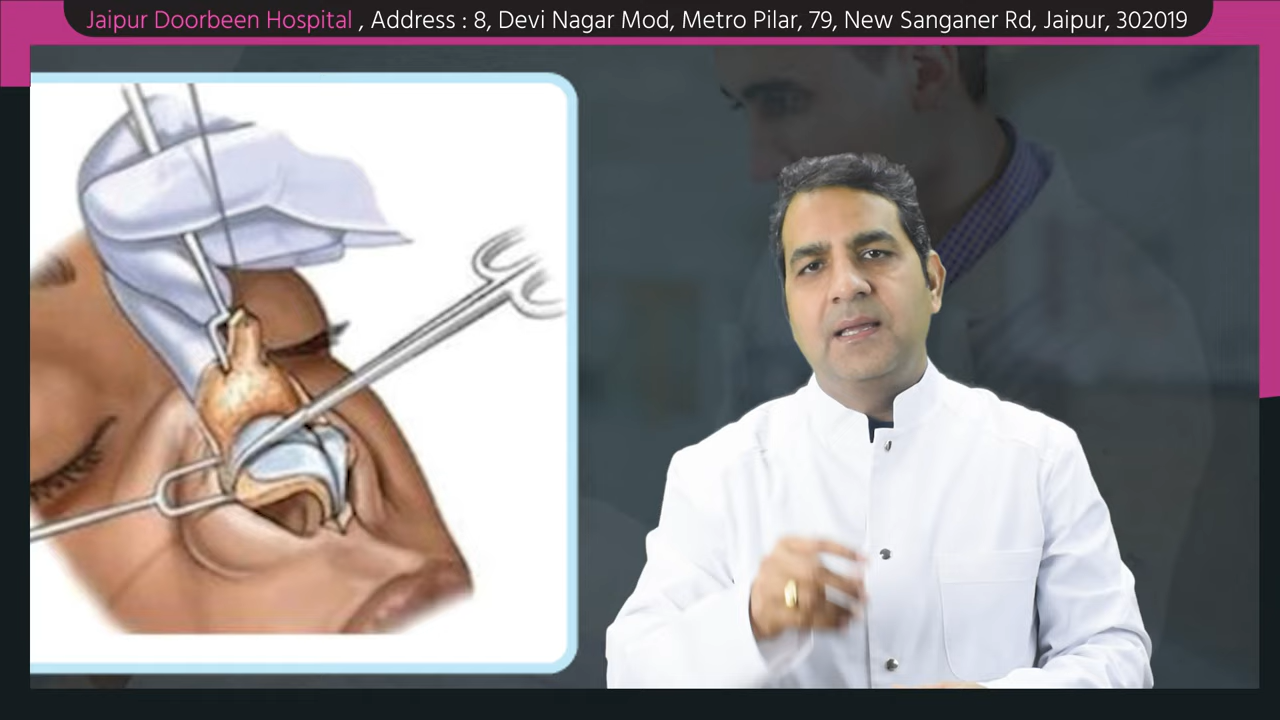 Jaipur Doorbeen Hospital , Address : 8, Devi Nagar Mod, Metro Pilar, 79, New Sanganer Rd, Jaipur, 302019